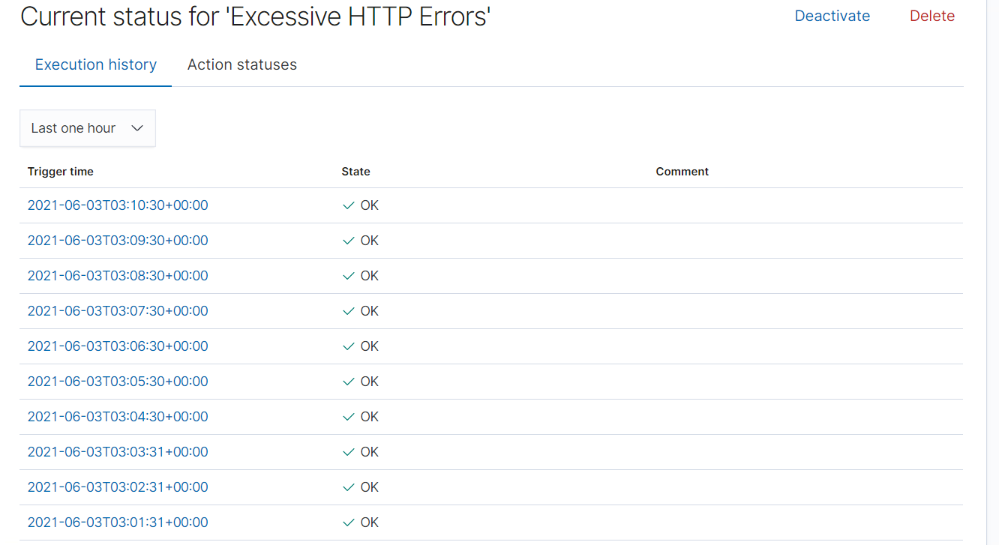 Current status for 'Excessive HTTP Errors'
Deactivate
Delete
Execution history
Action statuses
Last one hour
Trigger time State Comment
2021-06-03T03:10:30+00:00 OK
2021-06-03T03:09:30+00:00 OK
2021-06-03T03:08:30+00:00 OK
2021-06-03T03:07:30+00:00 OK
2021-06-03T03:06:30+00:00 OK
2021-06-03T03:05:30+00:00 OK
2021-06-03T03:04:30+00:00 OK
2021-06-03T03:03:31+00:00 OK
2021-06-03T03:02:31+00:00 OK
2021-06-03T03:01:31+00:00 OK